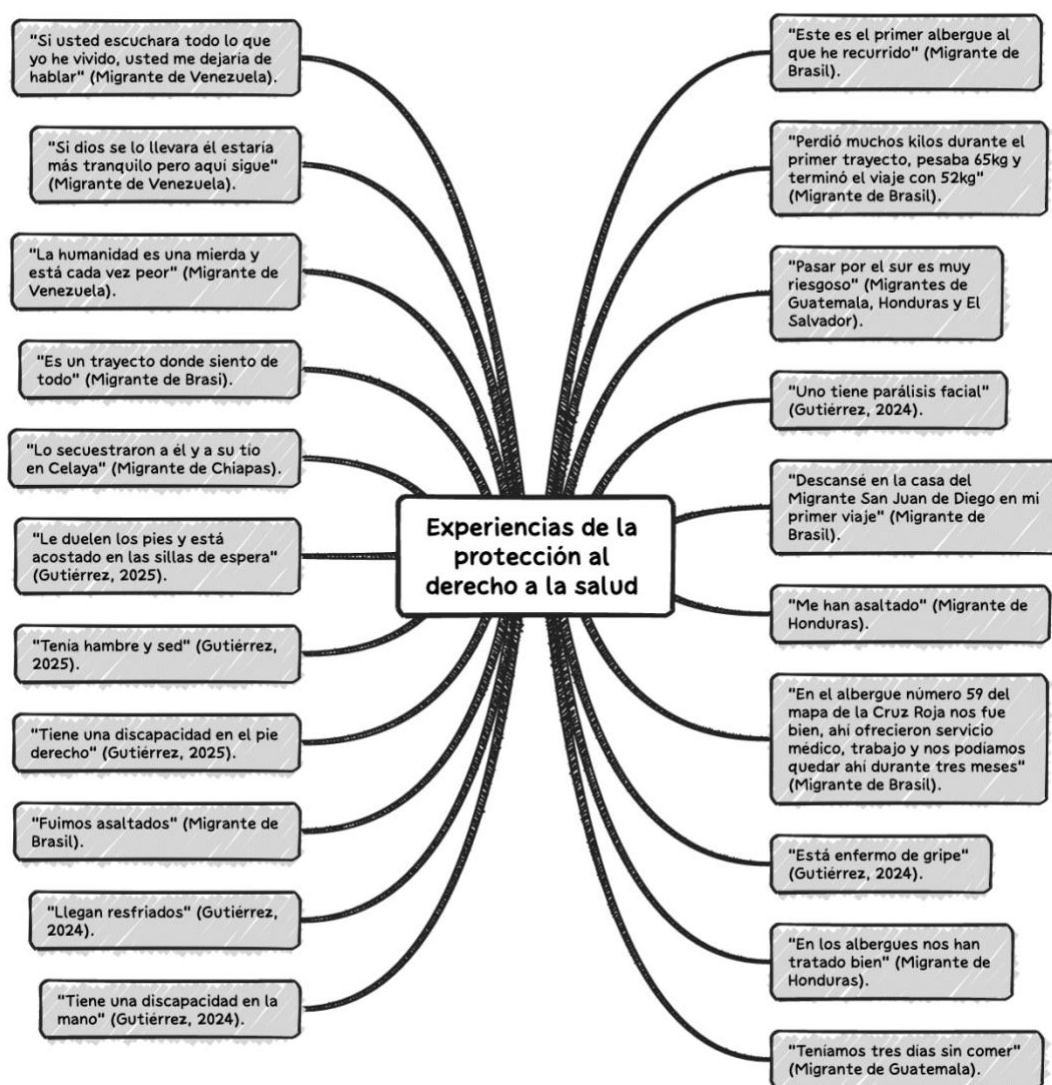 "Si usted escuchara todo lo que
yo he vivido, usted me dejaría de
hablar" (Migrante de Venezuela).
"Si dios se lo llevara él estaría
más tranquilo pero aquí sigue"
(Migrante de Venezuela).
"La humanidad es una mierda y
está cada vez peor" (Migrante de
Venezuela).
"Es un trayecto donde siento de
todo" (Migrante de Brasi).
"Lo secuestraron a él y a su tío
en Celaya" (Migrante de Chiapas).
"Le duelen los pies y está
acostado en las sillas de espera"
(Gutiérrez, 2025).
"Tenía hambre y sed" (Gutiérrez,
2025).
"Tiene una discapacidad en el pie
derecho" (Gutiérrez, 2025).
"Fuimos asaltados" (Migrante de
Brasil).
"Llegan resfriados" (Gutiérrez,
2024).
"Tiene una discapacidad en la
mano" (Gutiérrez, 2024).
Experiencias de la
protección al
derecho a la salud
"Este es el primer albergue al
que he recurrido" (Migrante de
Brasil).
"Perdió muchos kilos durante el
primer trayecto, pesaba 65kg y
terminó el viaje con 52kg"
(Migrante de Brasil).
"Pasar por el sur es muy
riesgoso" (Migrantes de
Guatemala, Honduras y El
Salvador).
"Uno tiene parálisis facial"
(Gutiérrez, 2024).
"Descansé en la casa del
Migrante San Juan de Diego en mi
primer viaje" (Migrante de
Brasil).
"Me han asaltado" (Migrante de
Honduras).
"En el albergue número 59 del
mapa de la Cruz Roja nos fue
bien, ahí ofrecieron servicio
médico, trabajo y nos podíamos
quedar ahí durante tres meses"
(Migrante de Brasil).
"Está enfermo de gripe"
(Gutiérrez, 2024).
"En los albergues nos han
tratado bien" (Migrante de
Honduras).
"Teníamos tres días sin comer"
(Migrante de Guatemala).